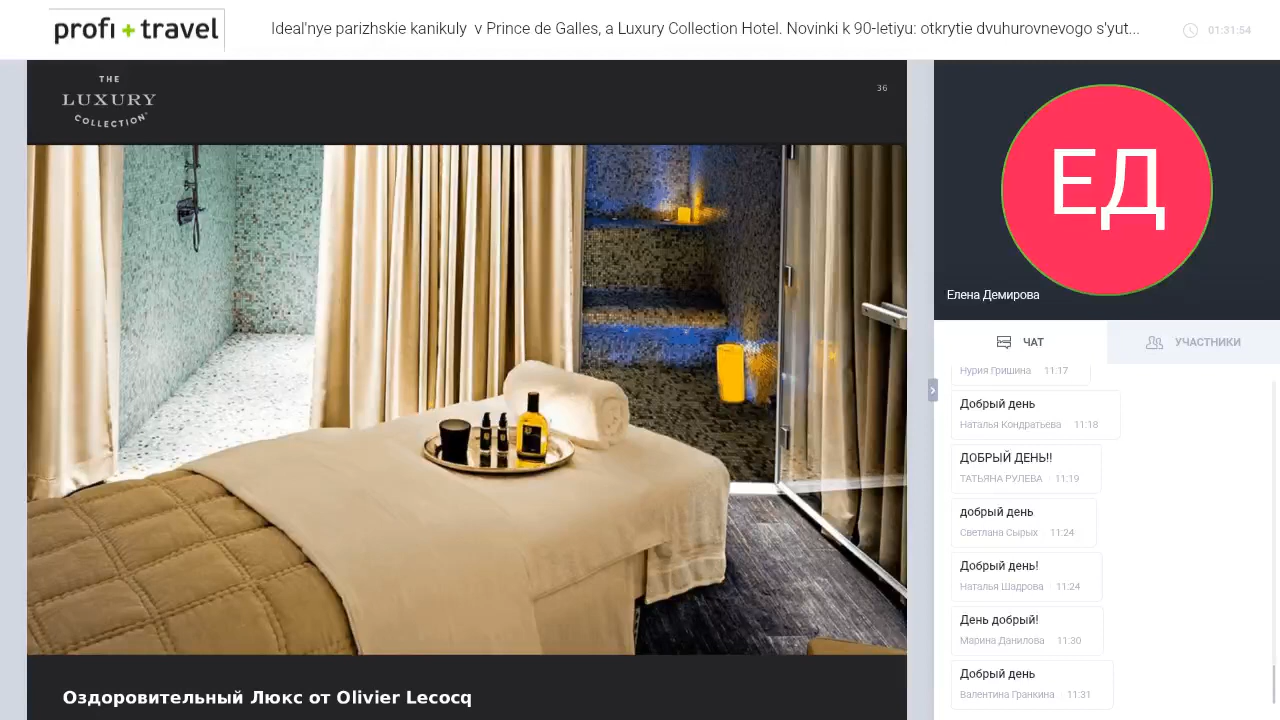 profi + travel
Ideal'nye parizhskie kanikuly v Prince de Galles, a Luxury Collection Hotel. Novinki k 90-letiyu: otkrytie dvuhurovnevogo s'yut...
01:31:54
THE
LUXURY
COLLECTION
36
Оздоровительный Люкс от Olivier Lecocq
ЕД
Елена Демирова
ЧАТ
УЧАСТНИКИ
Нурия Гришина 11:17
Добрый день
Наталья Кондратьева 11:18
ДОБРЫЙ ДЕНЬ!!
ТАТЬЯНА РУЛЕВА 11:19
добрый день
Светлана Сырых 11:24
Добрый день!
Наталья Шадрова 11:24
День добрый!
Марина Данилова 11:30
Добрый день
Валентина Гранкина 11:31